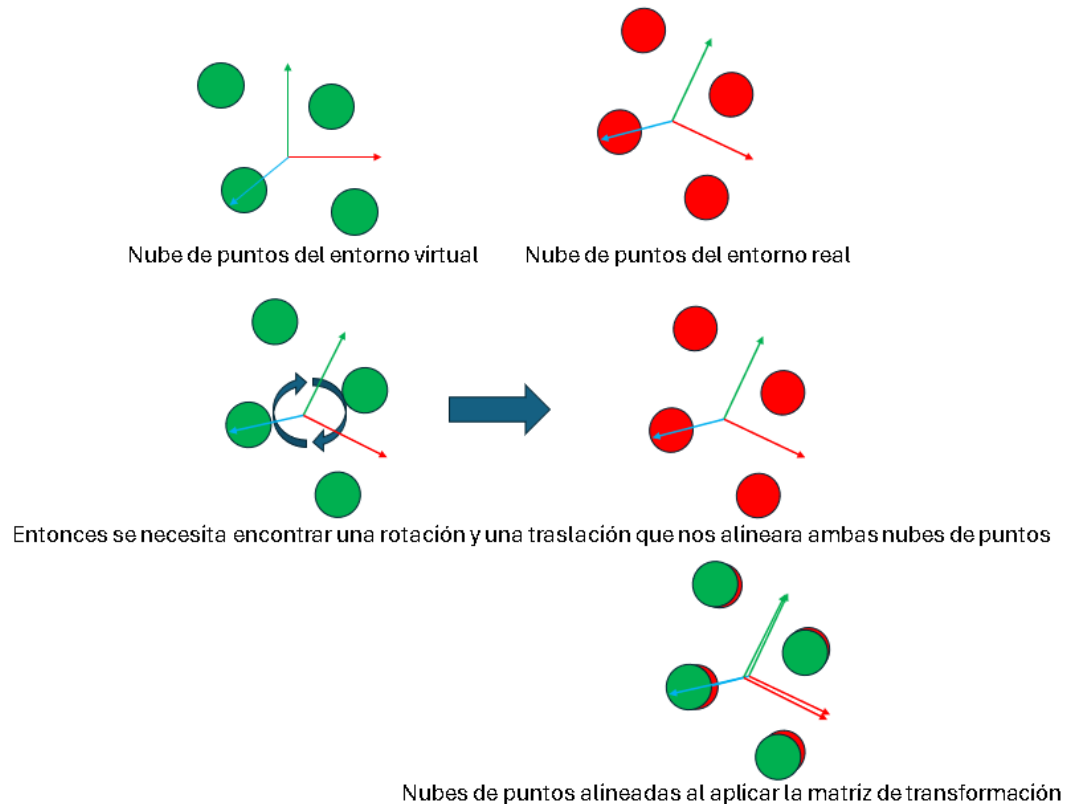 Nube de puntos del entorno virtual
Nube de puntos del entorno real
Entonces se necesita encontrar una rotación y una traslación que nos alineara ambas nubes de puntos
Nubes de puntos alineadas al aplicar la matriz de transformación